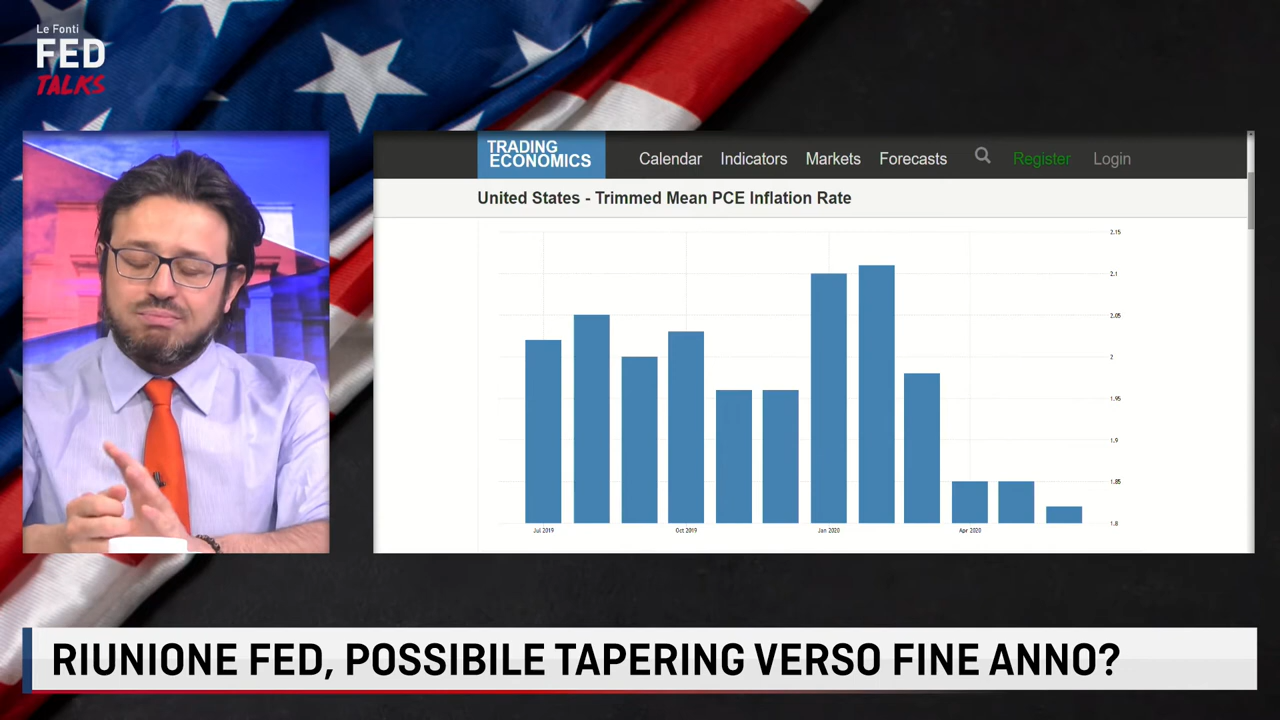 Le Fonti
FED
TALKS
TRADING
ECONOMICS
Calendar Indicators Markets Forecasts Register Login
United States - Trimmed Mean PCE Inflation Rate
2.15
2.1
2.05
2
1.95
1.9
1.85
1.8
Jul 2019 Oct 2019 Jan 2020 Apr 2020
RIUNIONE FED, POSSIBILE TAPERING VERSO FINE ANNO?